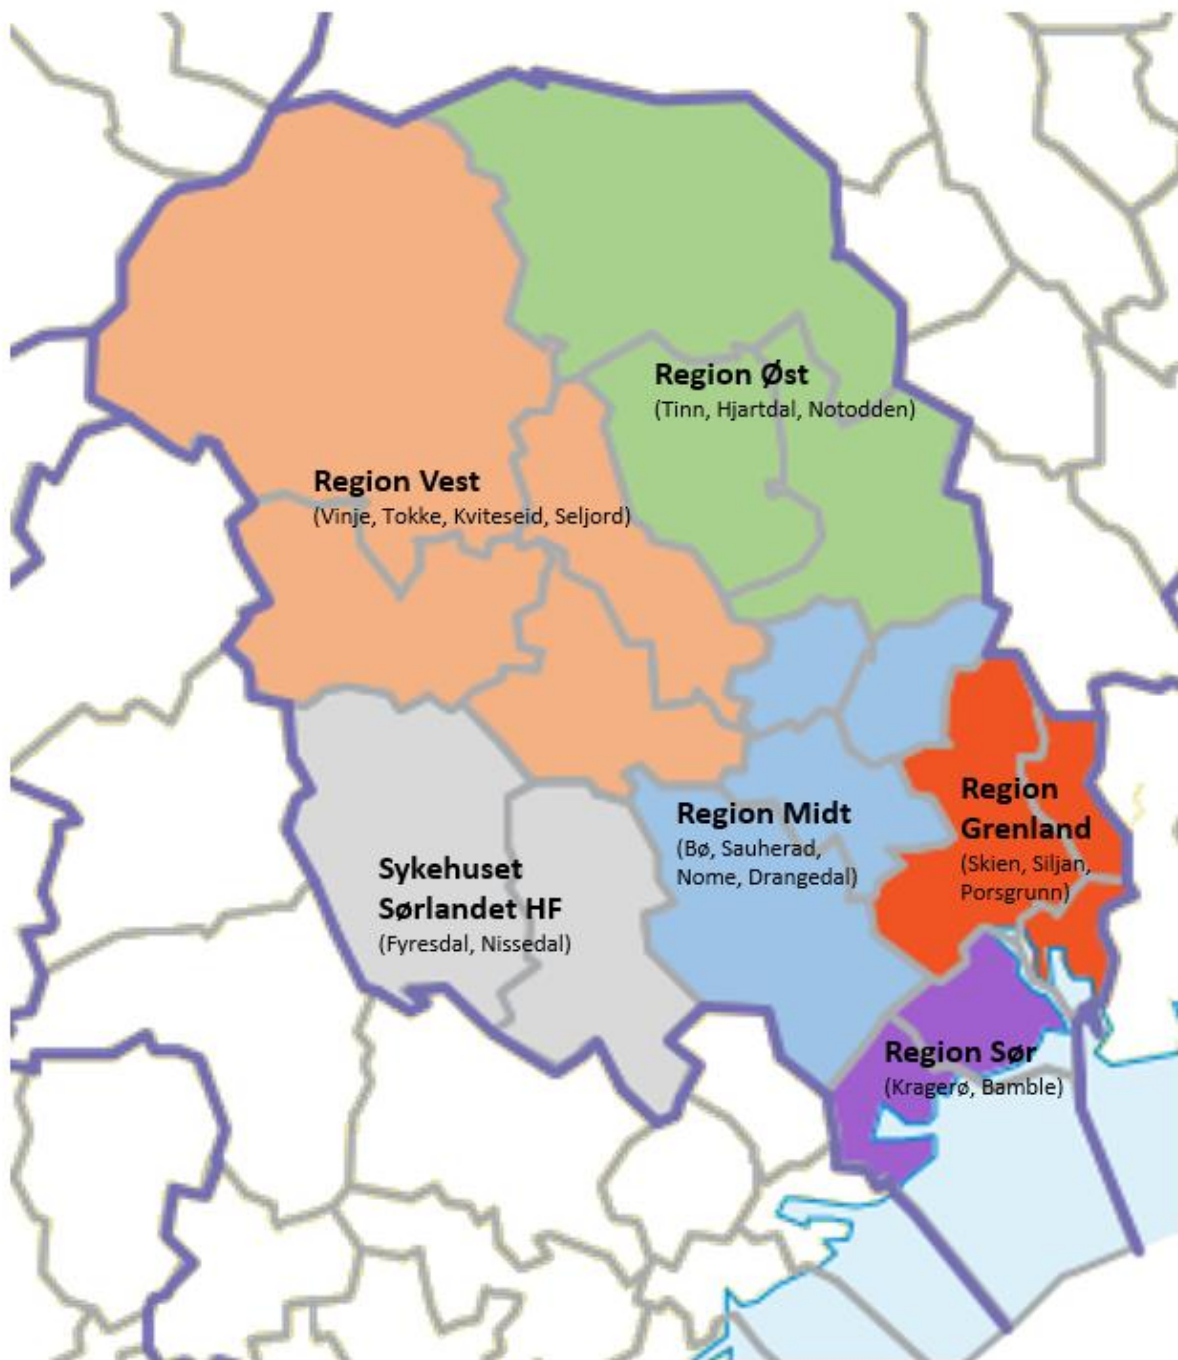 Region Øst
(Tinn, Hjartdal, Notodden)
Region Vest
(Vinje, Tokke, Kviteseid, Seljord)
Region Midt
(Bø, Sauherad,
Nome, Drangedal)
Region
Grenland
(Skien, Siljan,
Porsgrunn)
Sykehuset
Sørlandet HF
(Fyresdal, Nissedal)
Region Sør
(Kragerø, Bamble)